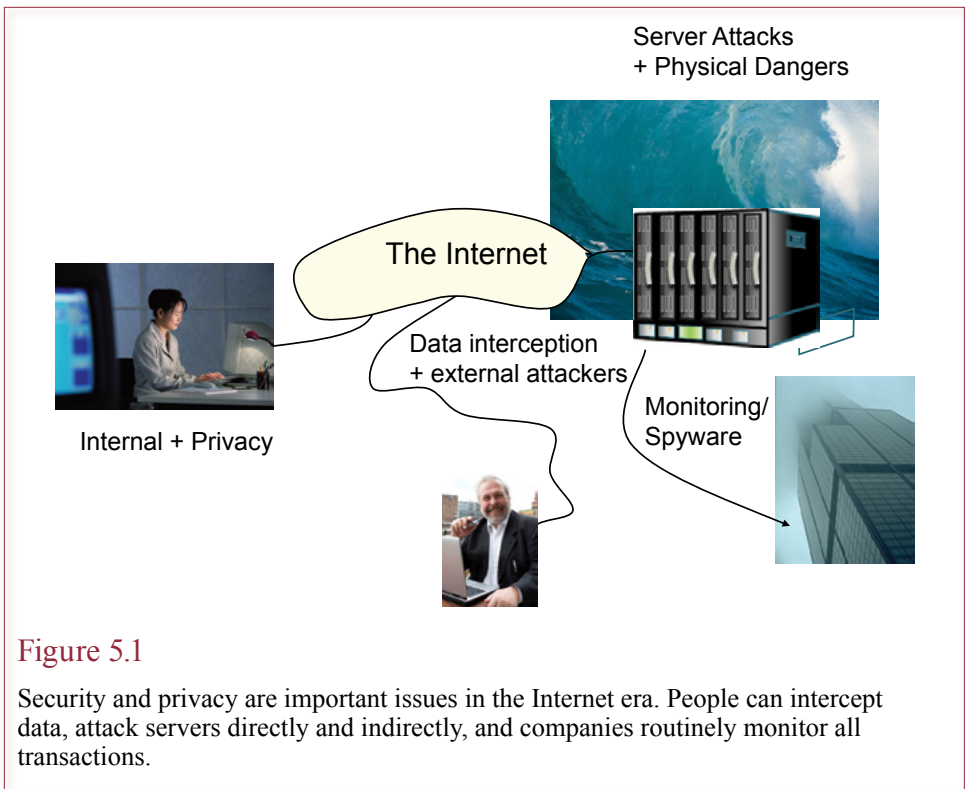 Server Attacks
+ Physical Dangers
The Internet
Data interception
+ external attackers
Monitoring/
Spyware
Internal + Privacy
Figure 5.1
Security and privacy are important issues in the Internet era. People can intercept
data, attack servers directly and indirectly, and companies routinely monitor all
transactions.